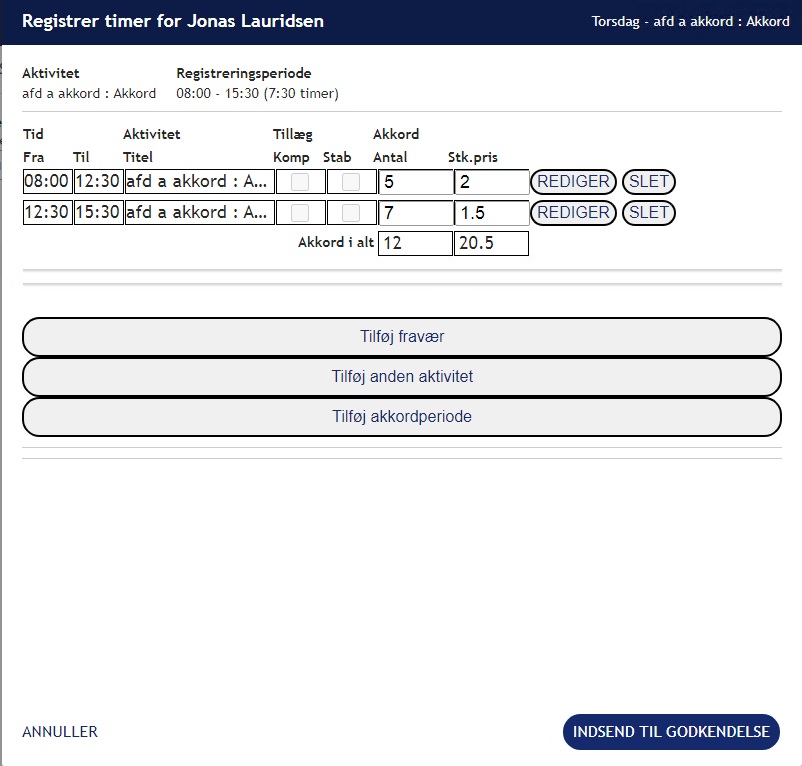 Registrer timer for Jonas Lauridsen Torsdag - afd a akkord : Akkord
Aktivitet Registreringsperiode
afd a akkord : Akkord 08:00 - 15:30 (7:30 timer)
Tid Aktivitet Tillæg Akkord
Fra Til Titel Komp Stab Antal Stk.pris
08:00 12:30 afd a akkord : A... 5 2 REDIGER SLET
12:30 15:30 afd a akkord : A... 7 1.5 REDIGER SLET
Akkord i alt 12 20.5
Tilføj fravær
Tilføj anden aktivitet
Tilføj akkordperiode
ANNULLER INDSEND TIL GODKENDELSE